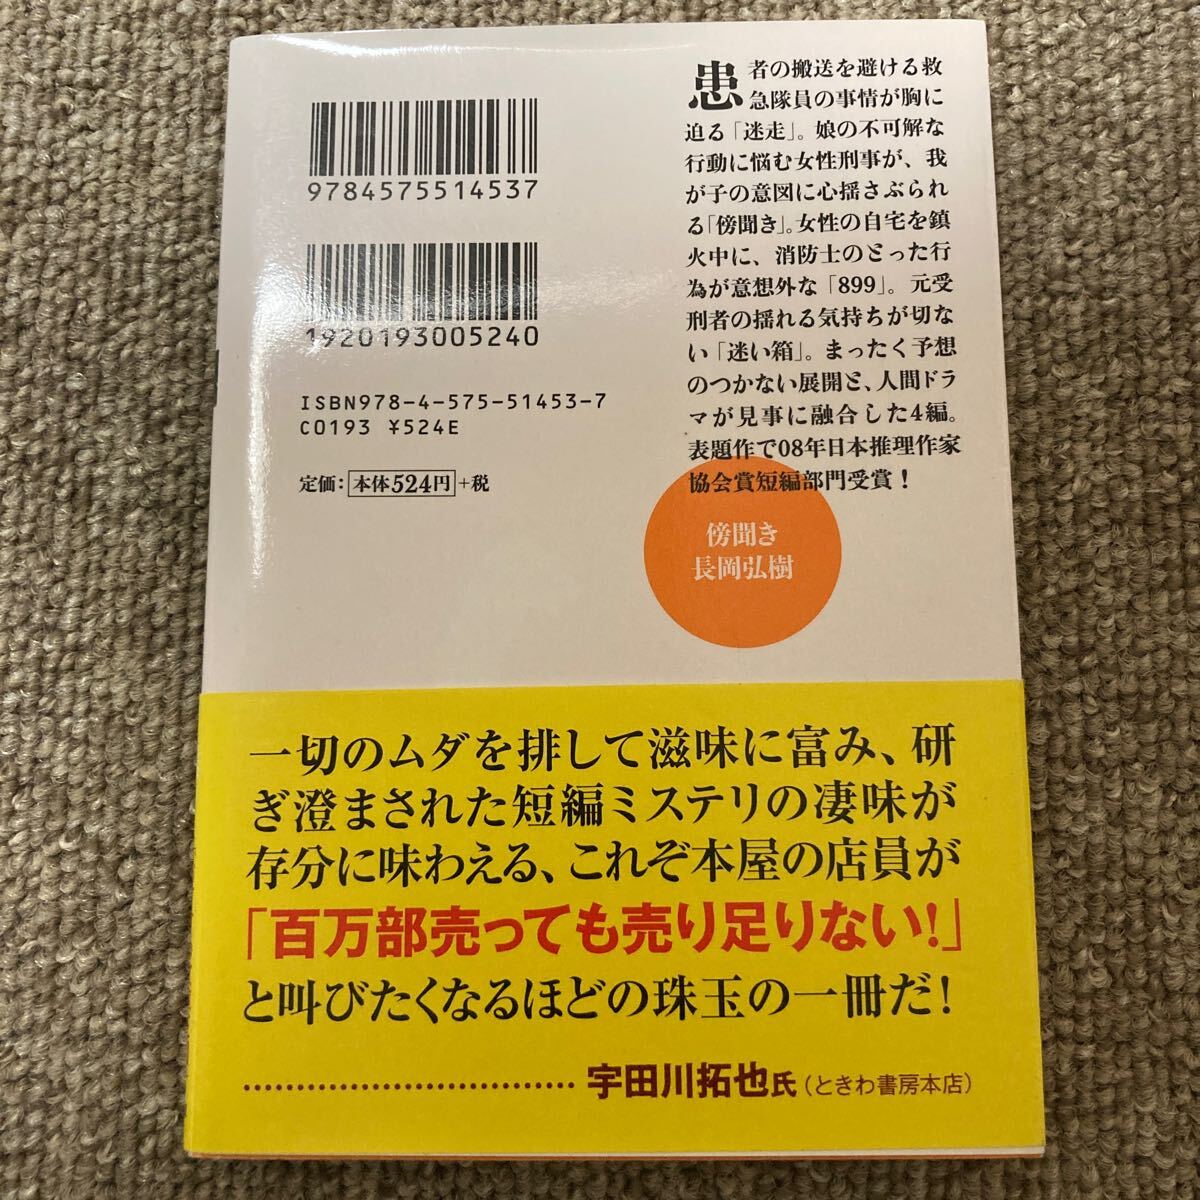 9784575514537
1920193005240
ISBN978-4-575-51453-7
C0193 ¥524E
定価: 本体524円 +税
患者の搬送を避ける救
急隊員の事情が胸に
迫る「迷走」。娘の不可解な
行動に悩む女性刑事が、我
が子の意図に心揺さぶられ
る「傍聞き」。女性の自宅を鎮
火中に、消防士のとった行
為が意想外な「899」。元受
刑者の揺れる気持ちが切な
い「迷い箱」。まったく予想
のつかない展開と、人間ドラ
マが見事に融合した4編。
表題作で08年日本推理作家
協会賞短編部門受賞!
傍聞き
長岡弘樹
一切のムダを排して滋味に富み、研
ぎ澄まされた短編ミステリの凄味が
存分に味わえる、これぞ本屋の店員が
「百万部売っても売り足りない!」
と叫びたくなるほどの珠玉の一冊だ!
……………………………宇田川拓也氏(ときわ書房本店)